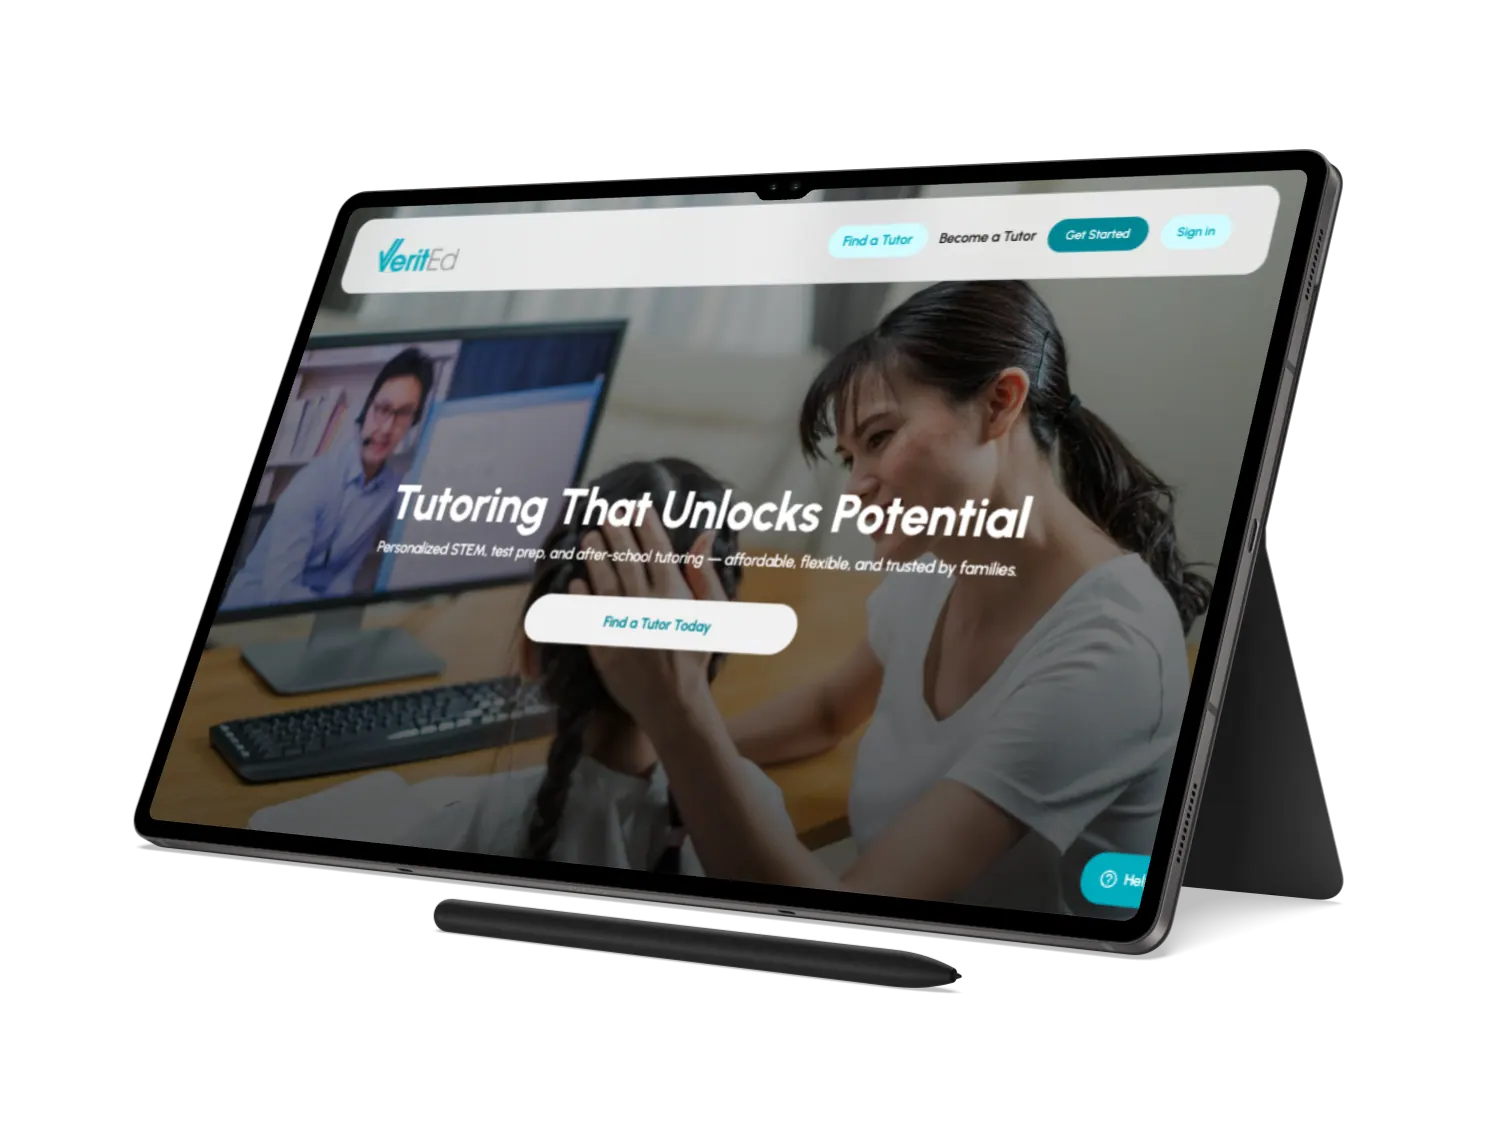 VeritEd
Find a Tutor
Become a Tutor
Get Started
Sign in
Tutoring That Unlocks Potential
Personalized STEM, test prep, and after-school tutoring — affordable, flexible, and trusted by families.
Find a Tutor Today
Hel